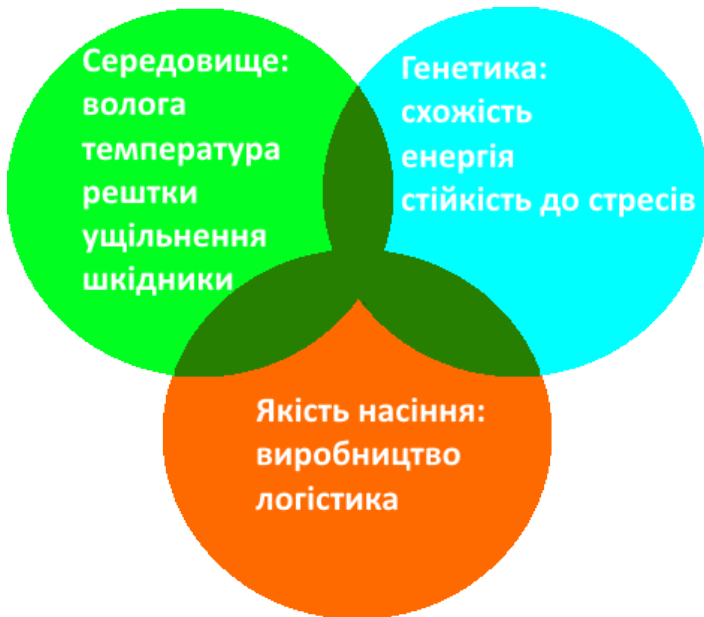 Середовище:
волога
температура
рештки
ущільнення
шкідники
Генетика:
схожість
енергія
стійкість до стресів
Якість насіння:
виробництво
логістика